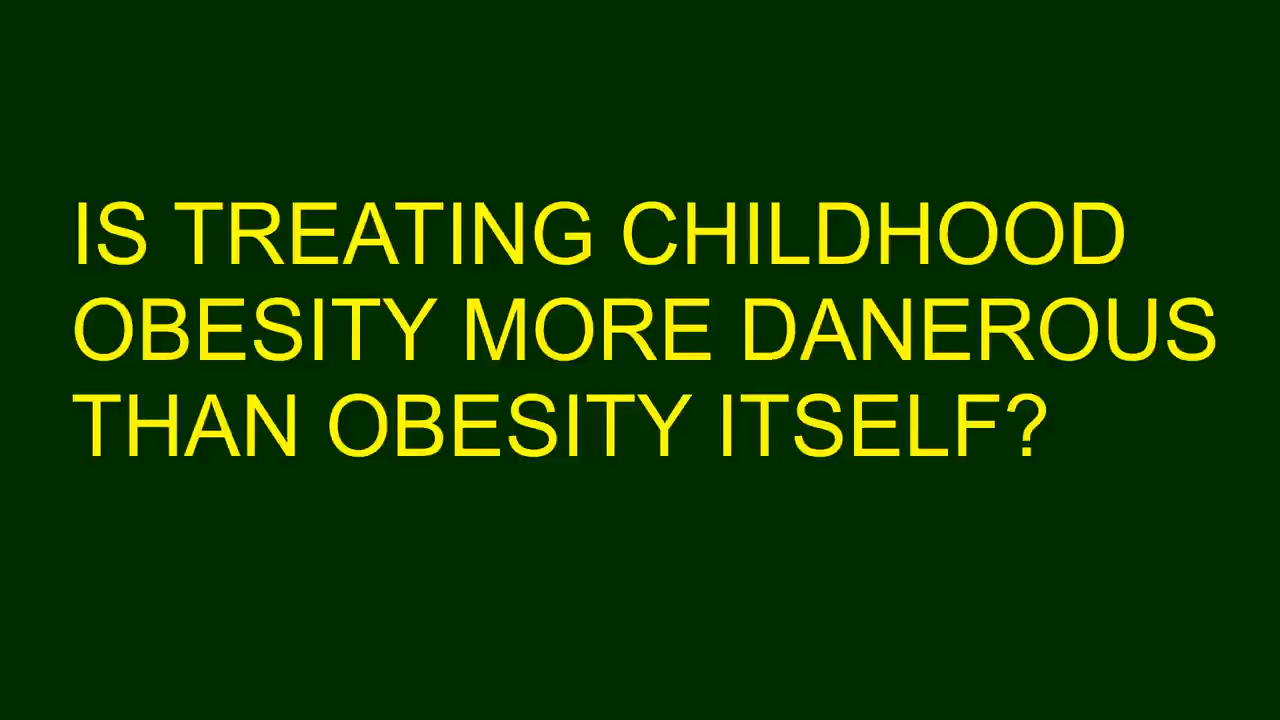 IS TREATING CHILDHOOD
OBESITY MORE DANEROUS
THAN OBESITY ITSELF?